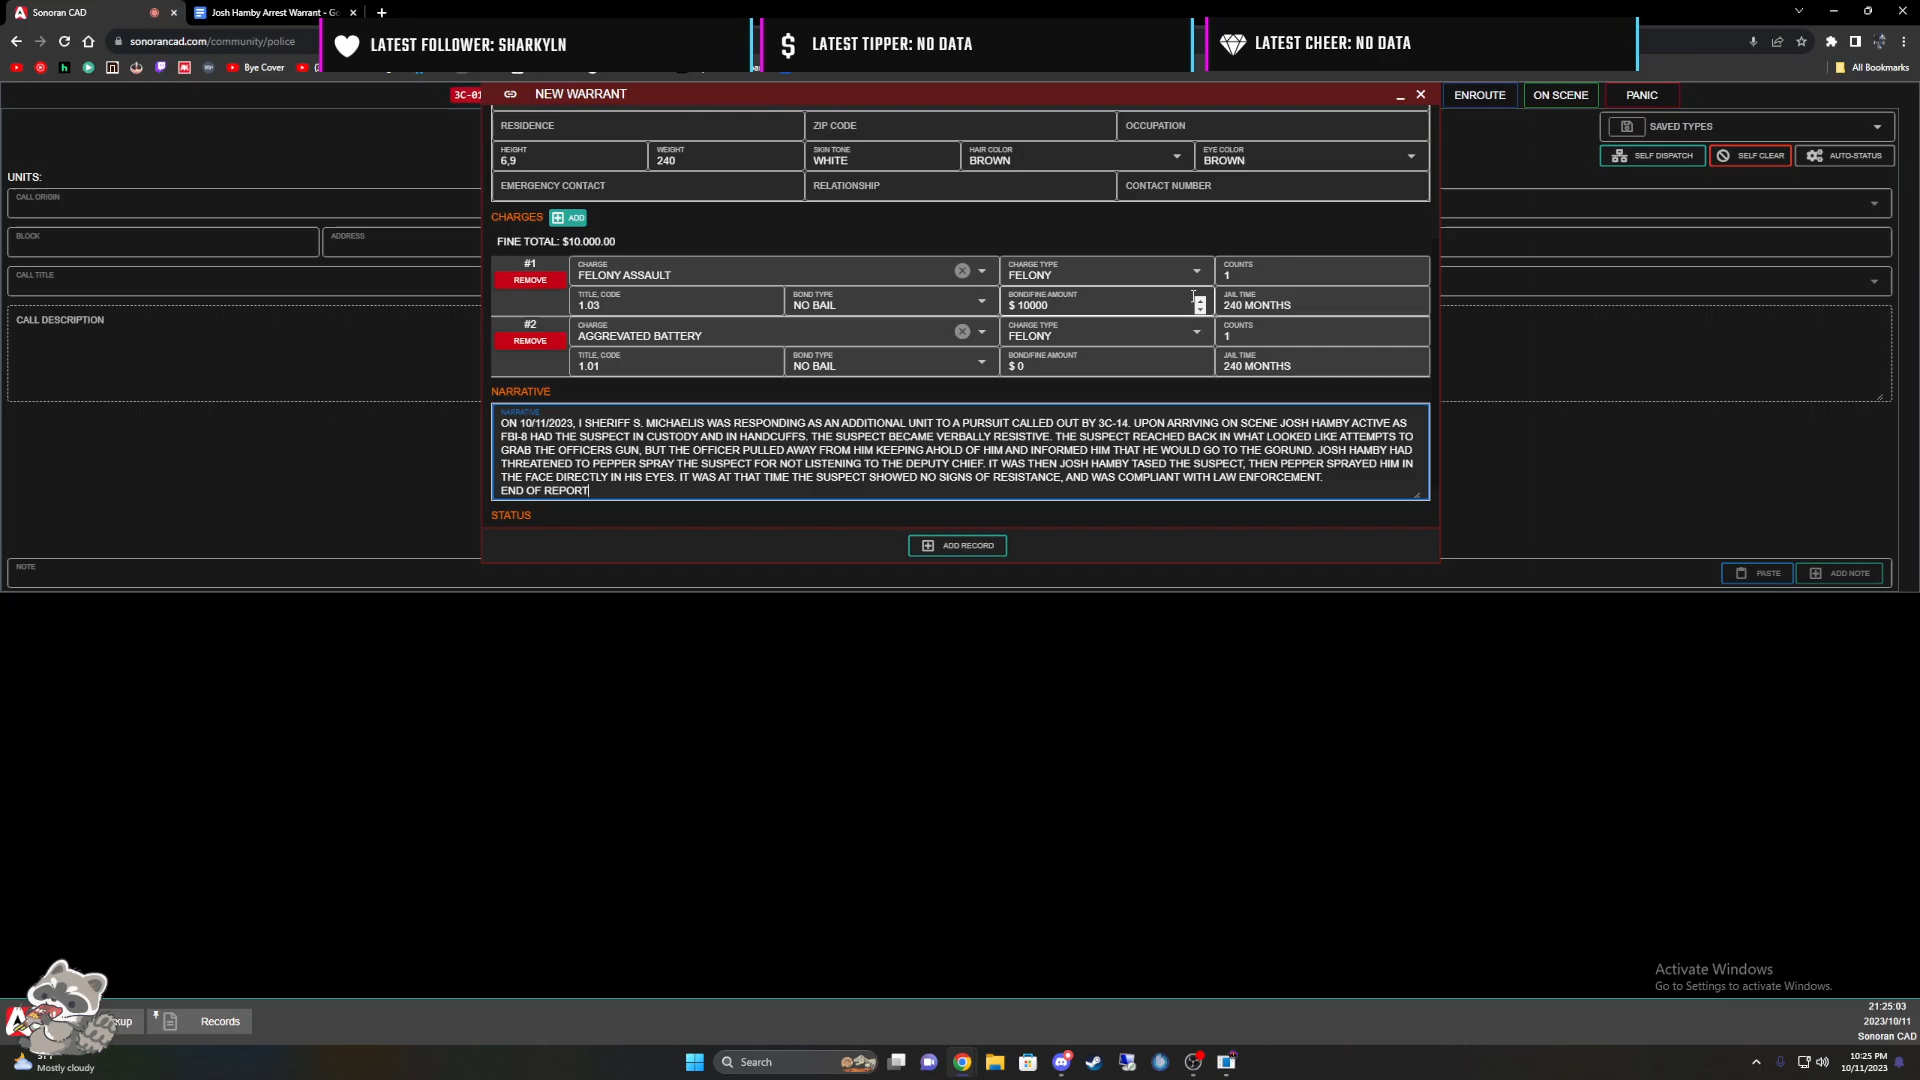 Sonoran CAD
Josh Hamby Arrest Warrant - Go
sonorancad.com/community/police
LATEST FOLLOWER: SHARKYLN
LATEST TIPPER: NO DATA
LATEST CHEER: NO DATA
Bye Cover
All Bookmarks
3C-01
NEW WARRANT
ENROUTE
ON SCENE
PANIC
SAVED TYPES
SELF DISPATCH
SELF CLEAR
AUTO-STATUS
UNITS:
CALL ORIGIN
BLOCK
ADDRESS
CALL TITLE
CALL DESCRIPTION
NOTE
RESIDENCE
ZIP CODE
OCCUPATION
HEIGHT
6,9
WEIGHT
240
SKIN TONE
WHITE
HAIR COLOR
BROWN
EYE COLOR
BROWN
EMERGENCY CONTACT
RELATIONSHIP
CONTACT NUMBER
CHARGES
ADD
FINE TOTAL: $10.000.00
#1
REMOVE
CHARGE
FELONY ASSAULT
CHARGE TYPE
FELONY
COUNTS
1
TITLE, CODE
1.03
BOND TYPE
NO BAIL
BOND/FINE AMOUNT
$ 10000
JAIL TIME
240 MONTHS
#2
REMOVE
CHARGE
AGGREVATED BATTERY
CHARGE TYPE
FELONY
COUNTS
1
TITLE, CODE
1.01
BOND TYPE
NO BAIL
BOND/FINE AMOUNT
$ 0
JAIL TIME
240 MONTHS
NARRATIVE
NARRATIVE
ON 10/11/2023, I SHERIFF S. MICHAELIS WAS RESPONDING AS AN ADDITIONAL UNIT TO A PURSUIT CALLED OUT BY 3C-14. UPON ARRIVING ON SCENE JOSH HAMBY ACTIVE AS
FBI-8 HAD THE SUSPECT IN CUSTODY AND IN HANDCUFFS. THE SUSPECT BECAME VERBALLY RESISTIVE. THE SUSPECT REACHED BACK IN WHAT LOOKED LIKE ATTEMPTS TO
GRAB THE OFFICERS GUN, BUT THE OFFICER PULLED AWAY FROM HIM KEEPING AHOLD OF HIM AND INFORMED HIM THAT HE WOULD GO TO THE GORUND. JOSH HAMBY HAD
THREATENED TO PEPPER SPRAY THE SUSPECT FOR NOT LISTENING TO THE DEPUTY CHIEF. IT WAS THEN JOSH HAMBY TASED THE SUSPECT, THEN PEPPER SPRAYED HIM IN
THE FACE DIRECTLY IN HIS EYES. IT WAS AT THAT TIME THE SUSPECT SHOWED NO SIGNS OF RESISTANCE, AND WAS COMPLIANT WITH LAW ENFORCEMENT.
END OF REPORT
STATUS
ADD RECORD
PASTE
ADD NOTE
Activate Windows
Go to Settings to activate Windows.
Records
21:25:03
2023/10/11
Sonoran CAD
Mostly cloudy
Search
10:25 PM
10/11/2023